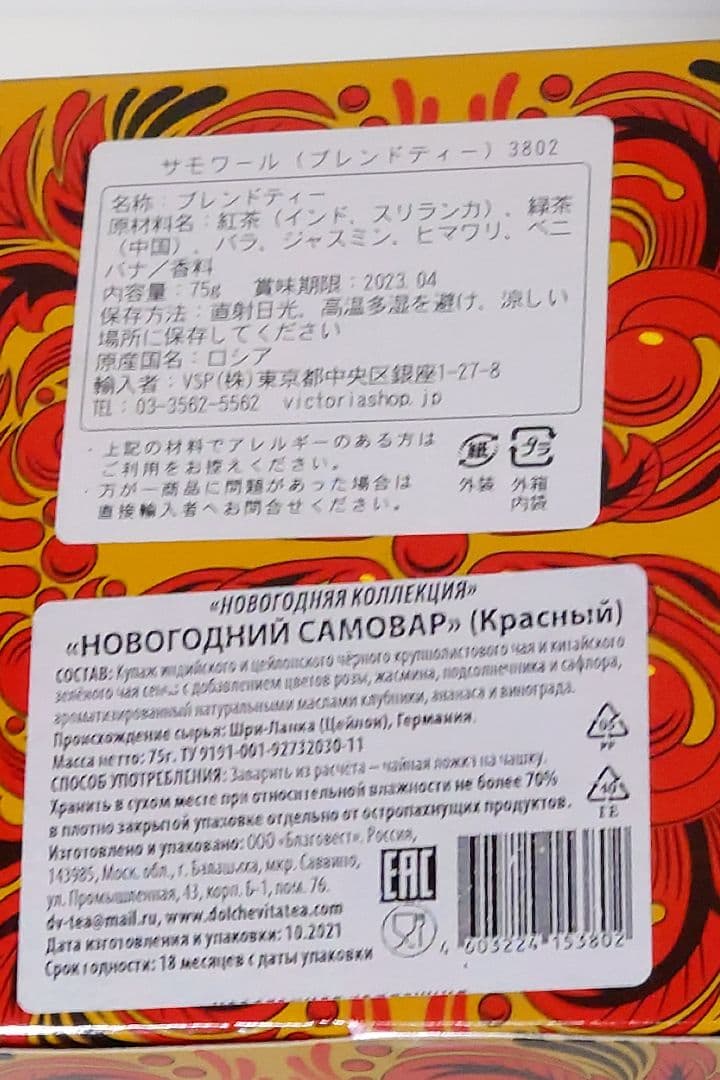 サモワール（ブレンドティー）3802
名称：ブレンドティー
原材料名：紅茶（インド、スリランカ）、緑茶
（中国）、バラ、ジャスミン、ヒマワリ、ベニ
バナ／香料
内容量：75g 賞味期限：2023.04
保存方法：直射日光、高温多湿を避け、涼しい
場所に保存してください
原産国名：ロシア
輸入者：VSP(株)東京都中央区銀座1-27-8
TEL：03-3562-5562 victoriashop.jp
・上記の材料でアレルギーのある方は
ご利用をお控えください。
・万が一商品に問題があった場合は
直接輸入者へお問合せください。
紙 プラ
外装 外箱
内袋
«НОВОГОДНЯЯ КОЛЛЕКЦИЯ»
«НОВОГОДНИЙ САМОВАР» (Красный)
СОСТАВ: Купаж индийского и цейлонского чёрного крупнолистового чая и китайского
зелёного чая с добавлением цветов розы, жасмина, подсолнечника и сафлора,
ароматизированный натуральными маслами клубники, ананаса и винограда.
Происхождение сырья: Шри-Ланка (Цейлон), Германия.
Масса нетто: 75г. ТУ 9191-001-92732030-11
СПОСОБ УПОТРЕБЛЕНИЯ: Заварить из расчёта – чайная ложка на чашку.
Хранить в сухом месте при относительной влажности не более 70%
в плотно закрытой упаковке отдельно от остропахнущих продуктов.
Изготовлено и упаковано: ООО «Благовест». Россия,
143985, Моск. обл., г. Балашиха, мкр. Саввино,
ул. Промышленная, 43, корп. Б-1, пом. 76.
dv-tea@mail.ru, www.dolchevitatea.com
Дата изготовления и упаковки: 10.2021
Срок годности: 18 месяцев с даты упаковки
05
PP
40
FE
EAC
4 603224 153802